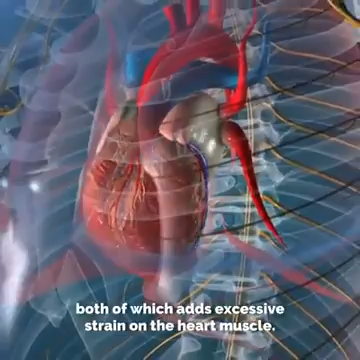 both of which adds excessive
strain on the heart muscle.